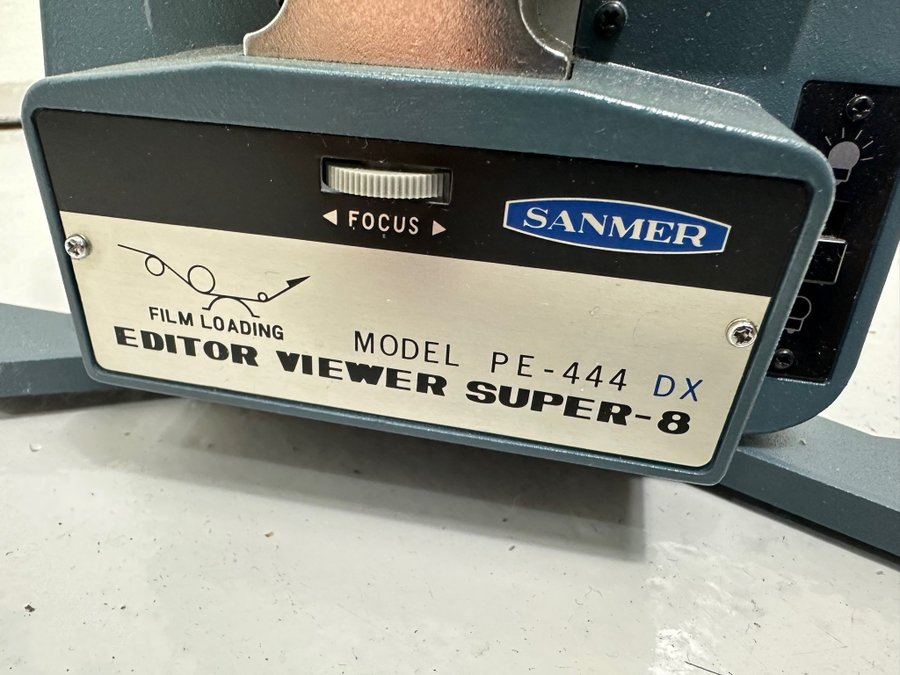 ◀ FOCUS ▶
SANMER
FILM LOADING
MODEL PE-444 DX
EDITOR VIEWER SUPER-8